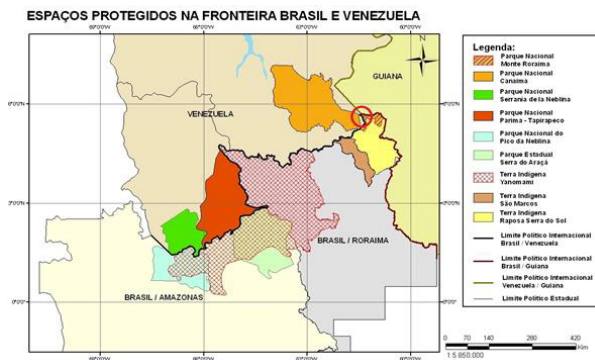 ESPAÇOS PROTEGIDOS NA FRONTEIRA BRASIL E VENEZUELA
GUIANA
VENEZUELA
BRASIL / RORAIMA
BRASIL / AMAZONAS
N
Legenda:
Parque Nacional
Monte Roraima
Parque Nacional
Canaima
Parque Nacional
Serrania de la Neblina
Parque Nacional
Parima - Tapirapeco
Parque Nacional do
Pico da Neblina
Parque Estadual
Serra do Araçá
Terra Indígena
Yanomami
Terra Indígena
São Marcos
Terra Indígena
Raposa Serra do Sol
Limite Político Internacional
Brasil / Venezuela
Limite Político Internacional
Brasil / Guiana
Limite Político Internacional
Venezuela / Guiana
Limite Político Estadual
0 70 140 280 420
Km
1:5.850.000